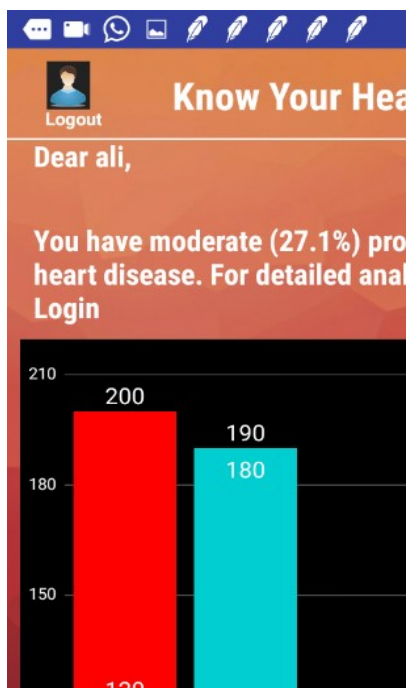 Logout
Know Your Hea
Dear ali,
You have moderate (27.1%) pro
heart disease. For detailed anal
Login
210
200
190
180
180
150